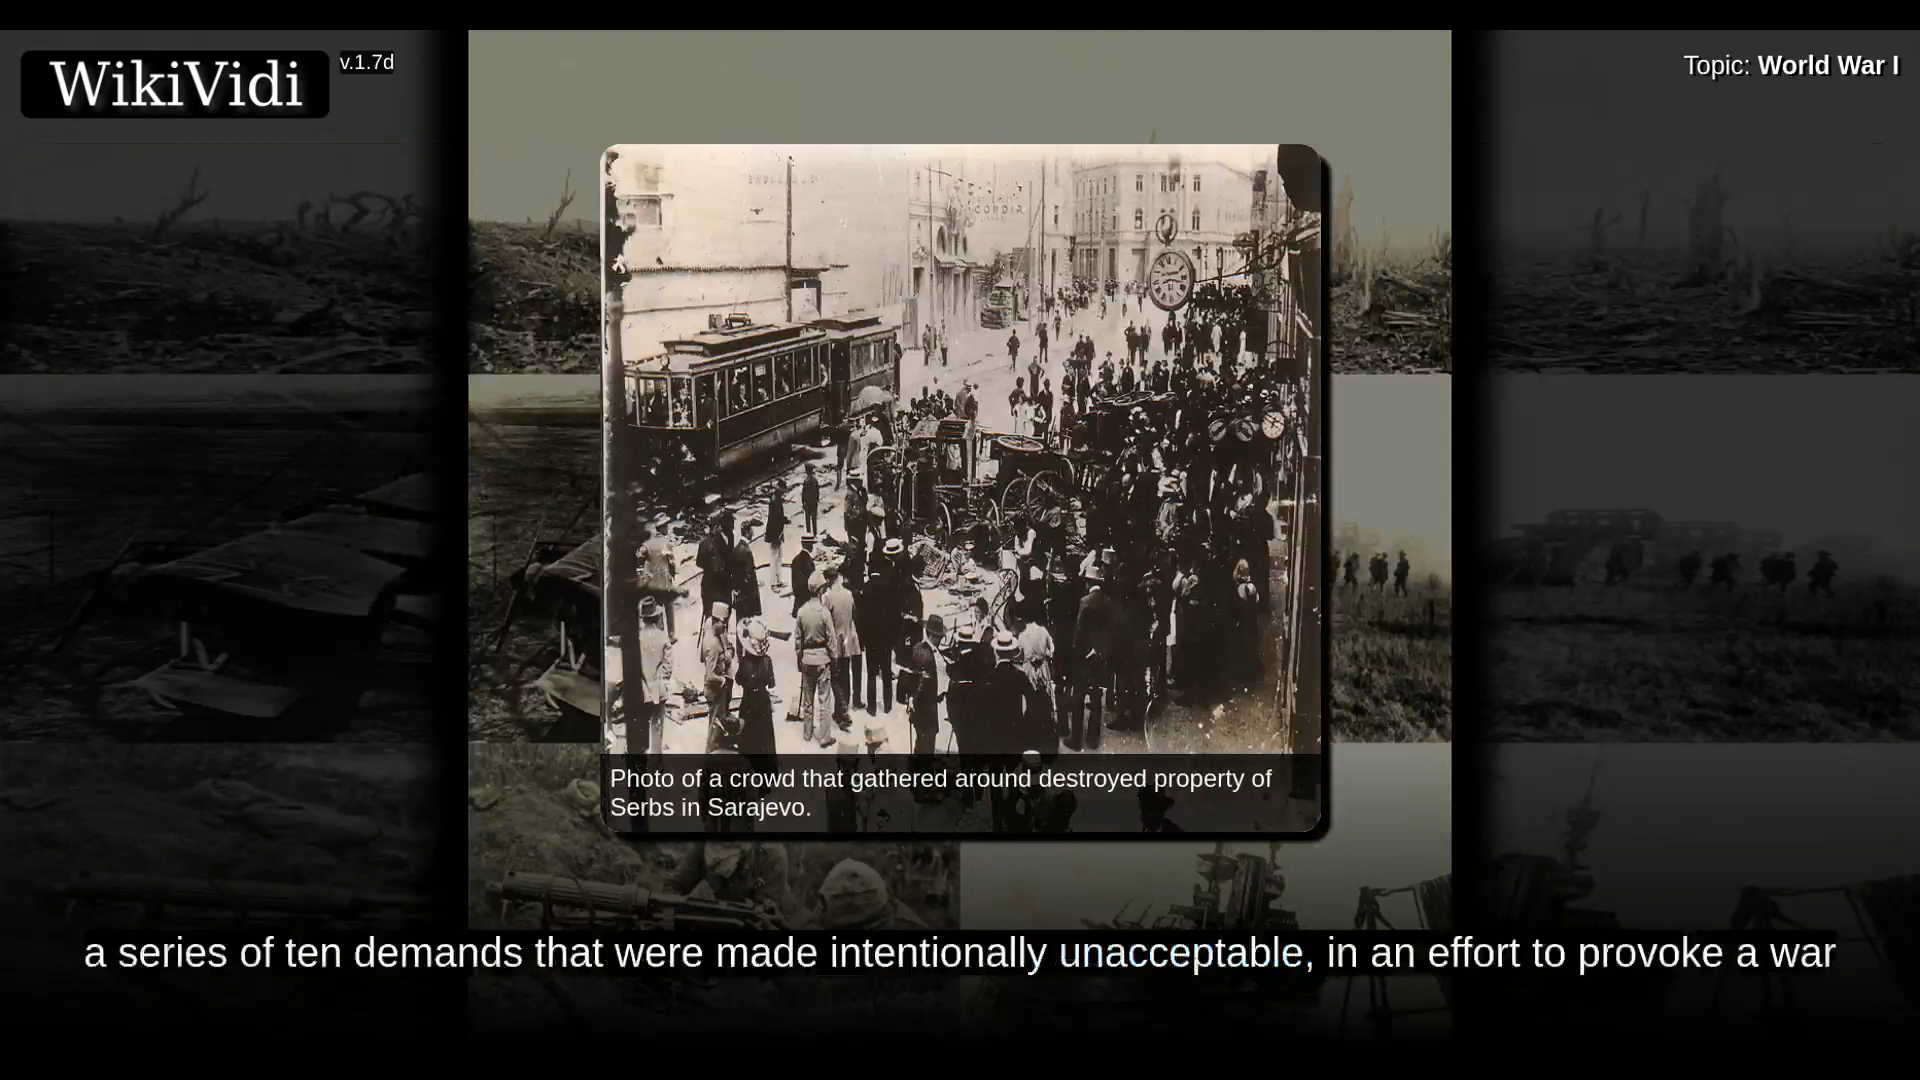 WikiVidi
v.1.7d
Topic: World War I
Photo of a crowd that gathered around destroyed property of
Serbs in Sarajevo.
a series of ten demands that were made intentionally unacceptable, in an effort to provoke a war